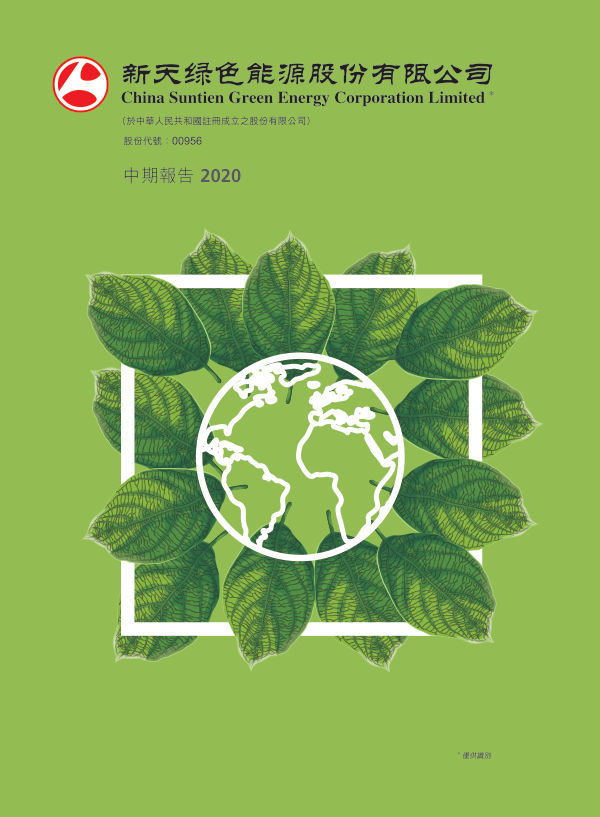 新天绿色能源股份有限公司
China Suntien Green Energy Corporation Limited *
（於中華人民共和國註冊成立之股份有限公司）
股份代號：00956
中期報告 2020
* 僅供識別